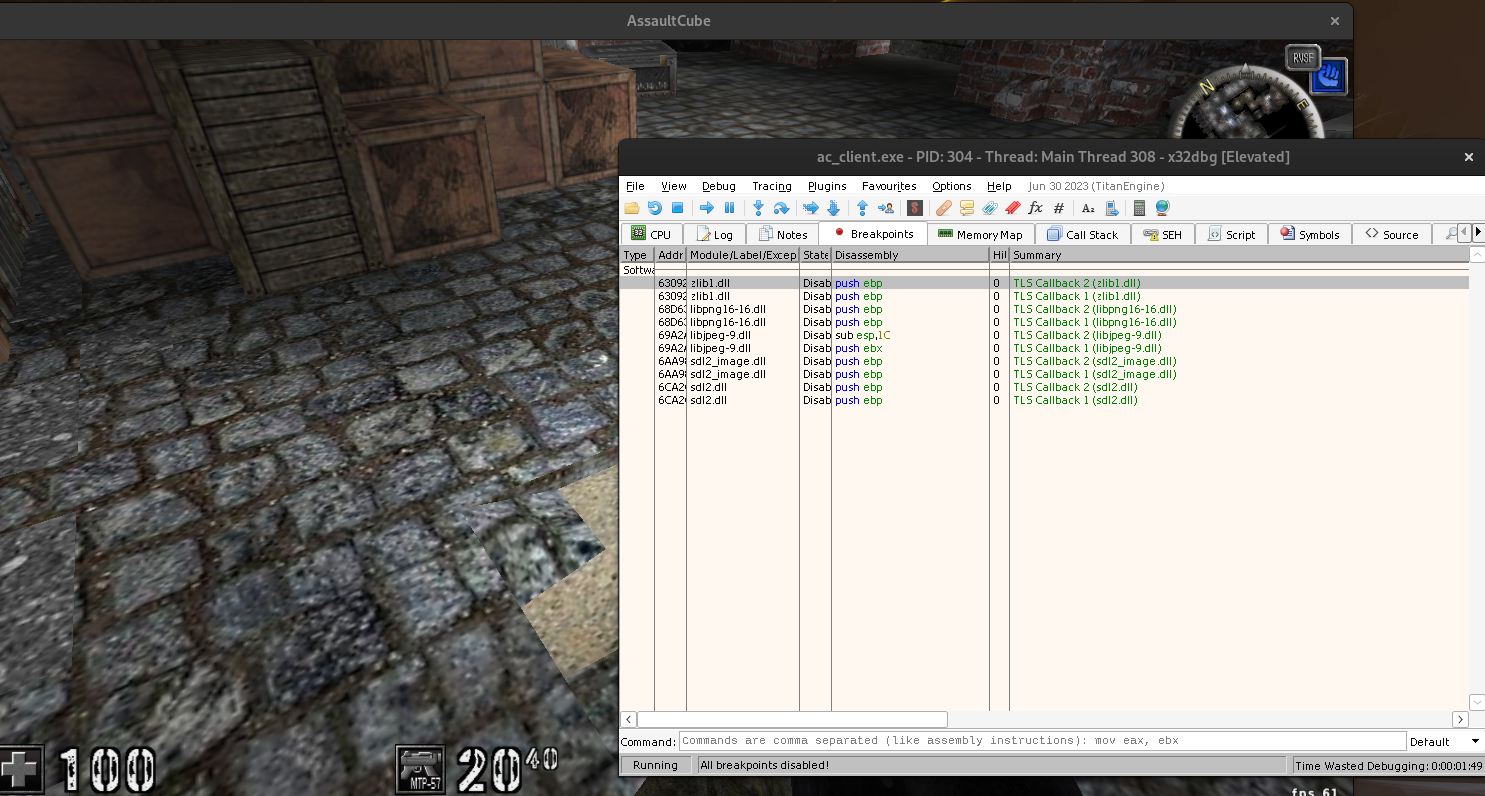 AssaultCube
RVSF
N
E
ac_client.exe - PID: 304 - Thread: Main Thread 308 - x32dbg [Elevated]
File View Debug Tracing Plugins Favourites Options Help Jun 30 2023 (TitanEngine)
CPU Log Notes Breakpoints Memory Map Call Stack SEH Script Symbols Source
Type Addr Module/Label/Excep State Disassembly Hi Summary
Softwa
63092 zlib1.dll Disab push ebp 0 TLS Callback 2 (zlib1.dll)
63092 zlib1.dll Disab push ebp 0 TLS Callback 1 (zlib1.dll)
68D63 libpng16-16.dll Disab push ebp 0 TLS Callback 2 (libpng16-16.dll)
68D63 libpng16-16.dll Disab push ebp 0 TLS Callback 1 (libpng16-16.dll)
69A2 libjpeg-9.dll Disab sub esp,1C 0 TLS Callback 2 (libjpeg-9.dll)
69A2 libjpeg-9.dll Disab push ebx 0 TLS Callback 1 (libjpeg-9.dll)
6AA98 sdl2_image.dll Disab push ebp 0 TLS Callback 2 (sdl2_image.dll)
6AA98 sdl2_image.dll Disab push ebp 0 TLS Callback 1 (sdl2_image.dll)
6CA2 sdl2.dll Disab push ebp 0 TLS Callback 2 (sdl2.dll)
6CA2 sdl2.dll Disab push ebp 0 TLS Callback 1 (sdl2.dll)
Command: Commands are comma separated (like assembly instructions): mov eax, ebx Default
Running All breakpoints disabled! Time Wasted Debugging: 0:00:01:49
100 MTP-57 20 40
fps 61